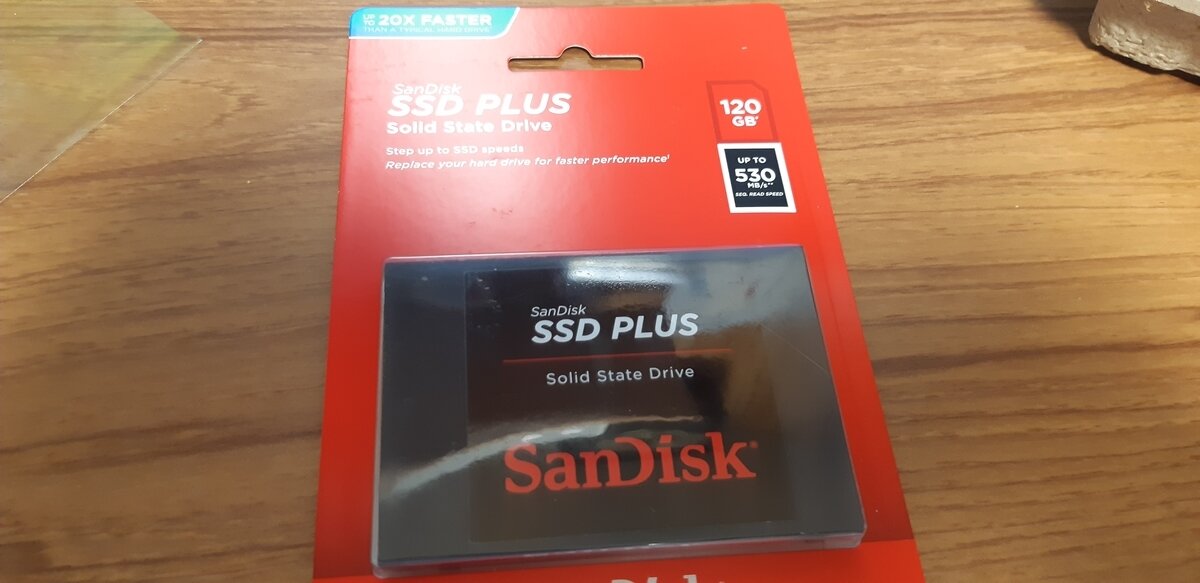 20X FASTER
THAN A TYPICAL HARD DRIVE
SanDisk
SSD PLUS
Solid State Drive
Step up to SSD speeds
Replace your hard drive for faster performance¹
120
GB*
UP TO
530
MB/s**
SEQ. READ SPEED
SanDisk
SSD PLUS
Solid State Drive
SanDisk®